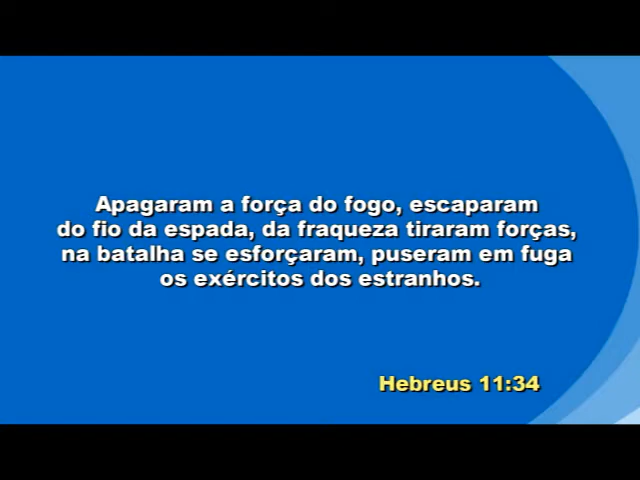 Apagaram a força do fogo, escaparam
do fio da espada, da fraqueza tiraram forças,
na batalha se esforçaram, puseram em fuga
os exércitos dos estranhos.
Hebreus 11:34